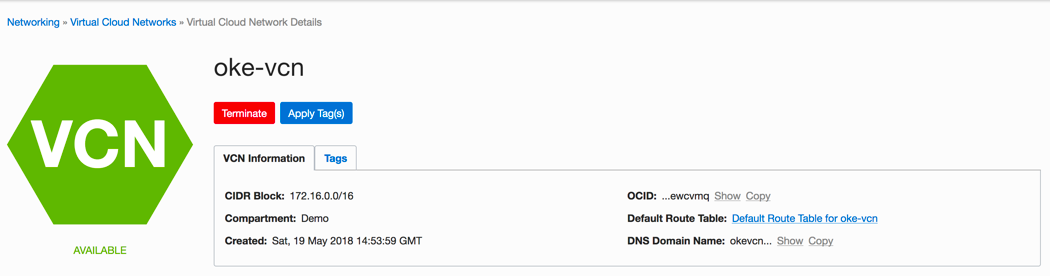 Networking » Virtual Cloud Networks » Virtual Cloud Network Details
oke-vcn
VCN
Terminate Apply Tag(s)
VCN Information Tags
CIDR Block: 172.16.0.0/16 OCID: ...ewcvmq Show Copy
Compartment: Demo Default Route Table: Default Route Table for oke-vcn
Created: Sat, 19 May 2018 14:53:59 GMT DNS Domain Name: okevcn... Show Copy
AVAILABLE